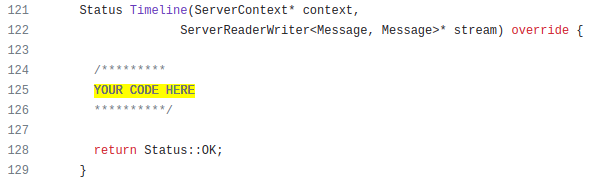 121 Status Timeline(ServerContext* context,
122 ServerReaderWriter<Message, Message>* stream) override {
123
124 /*********
125 YOUR CODE HERE
126 **********/
127
128 return Status::OK;
129 }